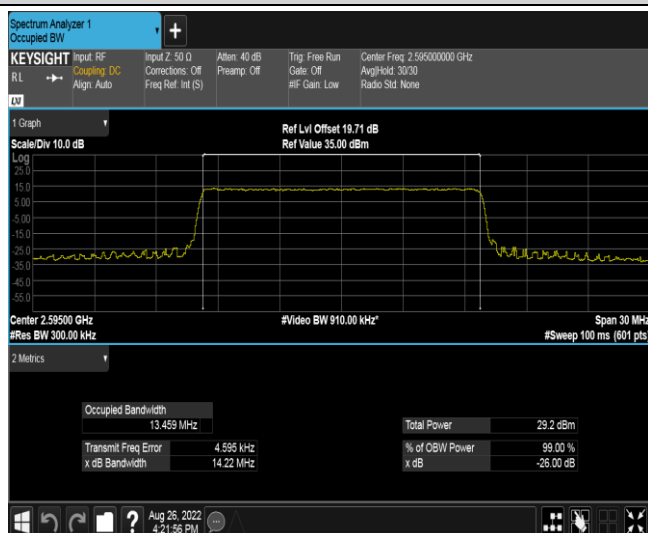 Spectrum Analyzer 1
Occupied BW
+
KEYSIGHT
R L
LXI
Input: RF
Coupling: DC
Align: Auto
Input Z: 50 Ω
Corrections: Off
Freq Ref: Int (S)
Atten: 40 dB
Preamp: Off
Trig: Free Run
Gate: Off
#IF Gain: Low
Center Freq: 2.595000000 GHz
Avg|Hold: 30/30
Radio Std: None
1 Graph
Scale/Div 10.0 dB
Ref Lvl Offset 19.71 dB
Ref Value 35.00 dBm
Log
25.0
15.0
5.00
-5.00
-15.0
-25.0
-35.0
-45.0
-55.0
Center 2.59500 GHz
#Res BW 300.00 kHz
#Video BW 910.00 kHz*
Span 30 MHz
#Sweep 100 ms (601 pts)
2 Metrics
Occupied Bandwidth
13.459 MHz
Total Power 29.2 dBm
Transmit Freq Error 4.595 kHz
% of OBW Power 99.00 %
x dB Bandwidth 14.22 MHz
x dB -26.00 dB
?
Aug 26, 2022
4:21:56 PM